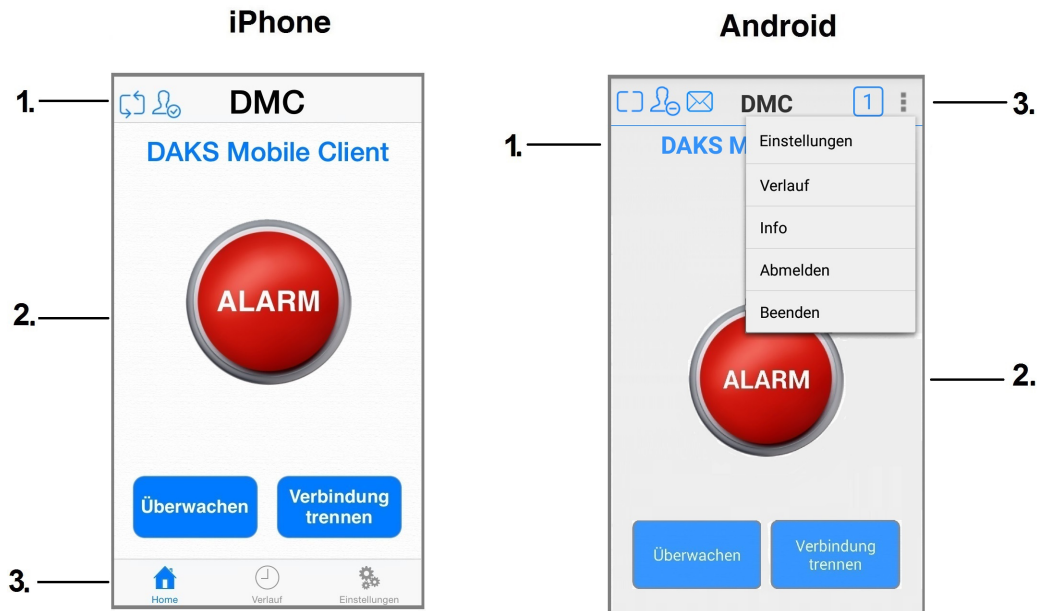 iPhone
1.
DMC
DAKS Mobile Client
2.
ALARM
Überwachen
Verbindung
trennen
3.
Home
Verlauf
Einstellungen
Android
DMC
1
3.
1.
DAKS M
Einstellungen
Verlauf
Info
Abmelden
Beenden
2.
ALARM
Überwachen
Verbindung
trennen